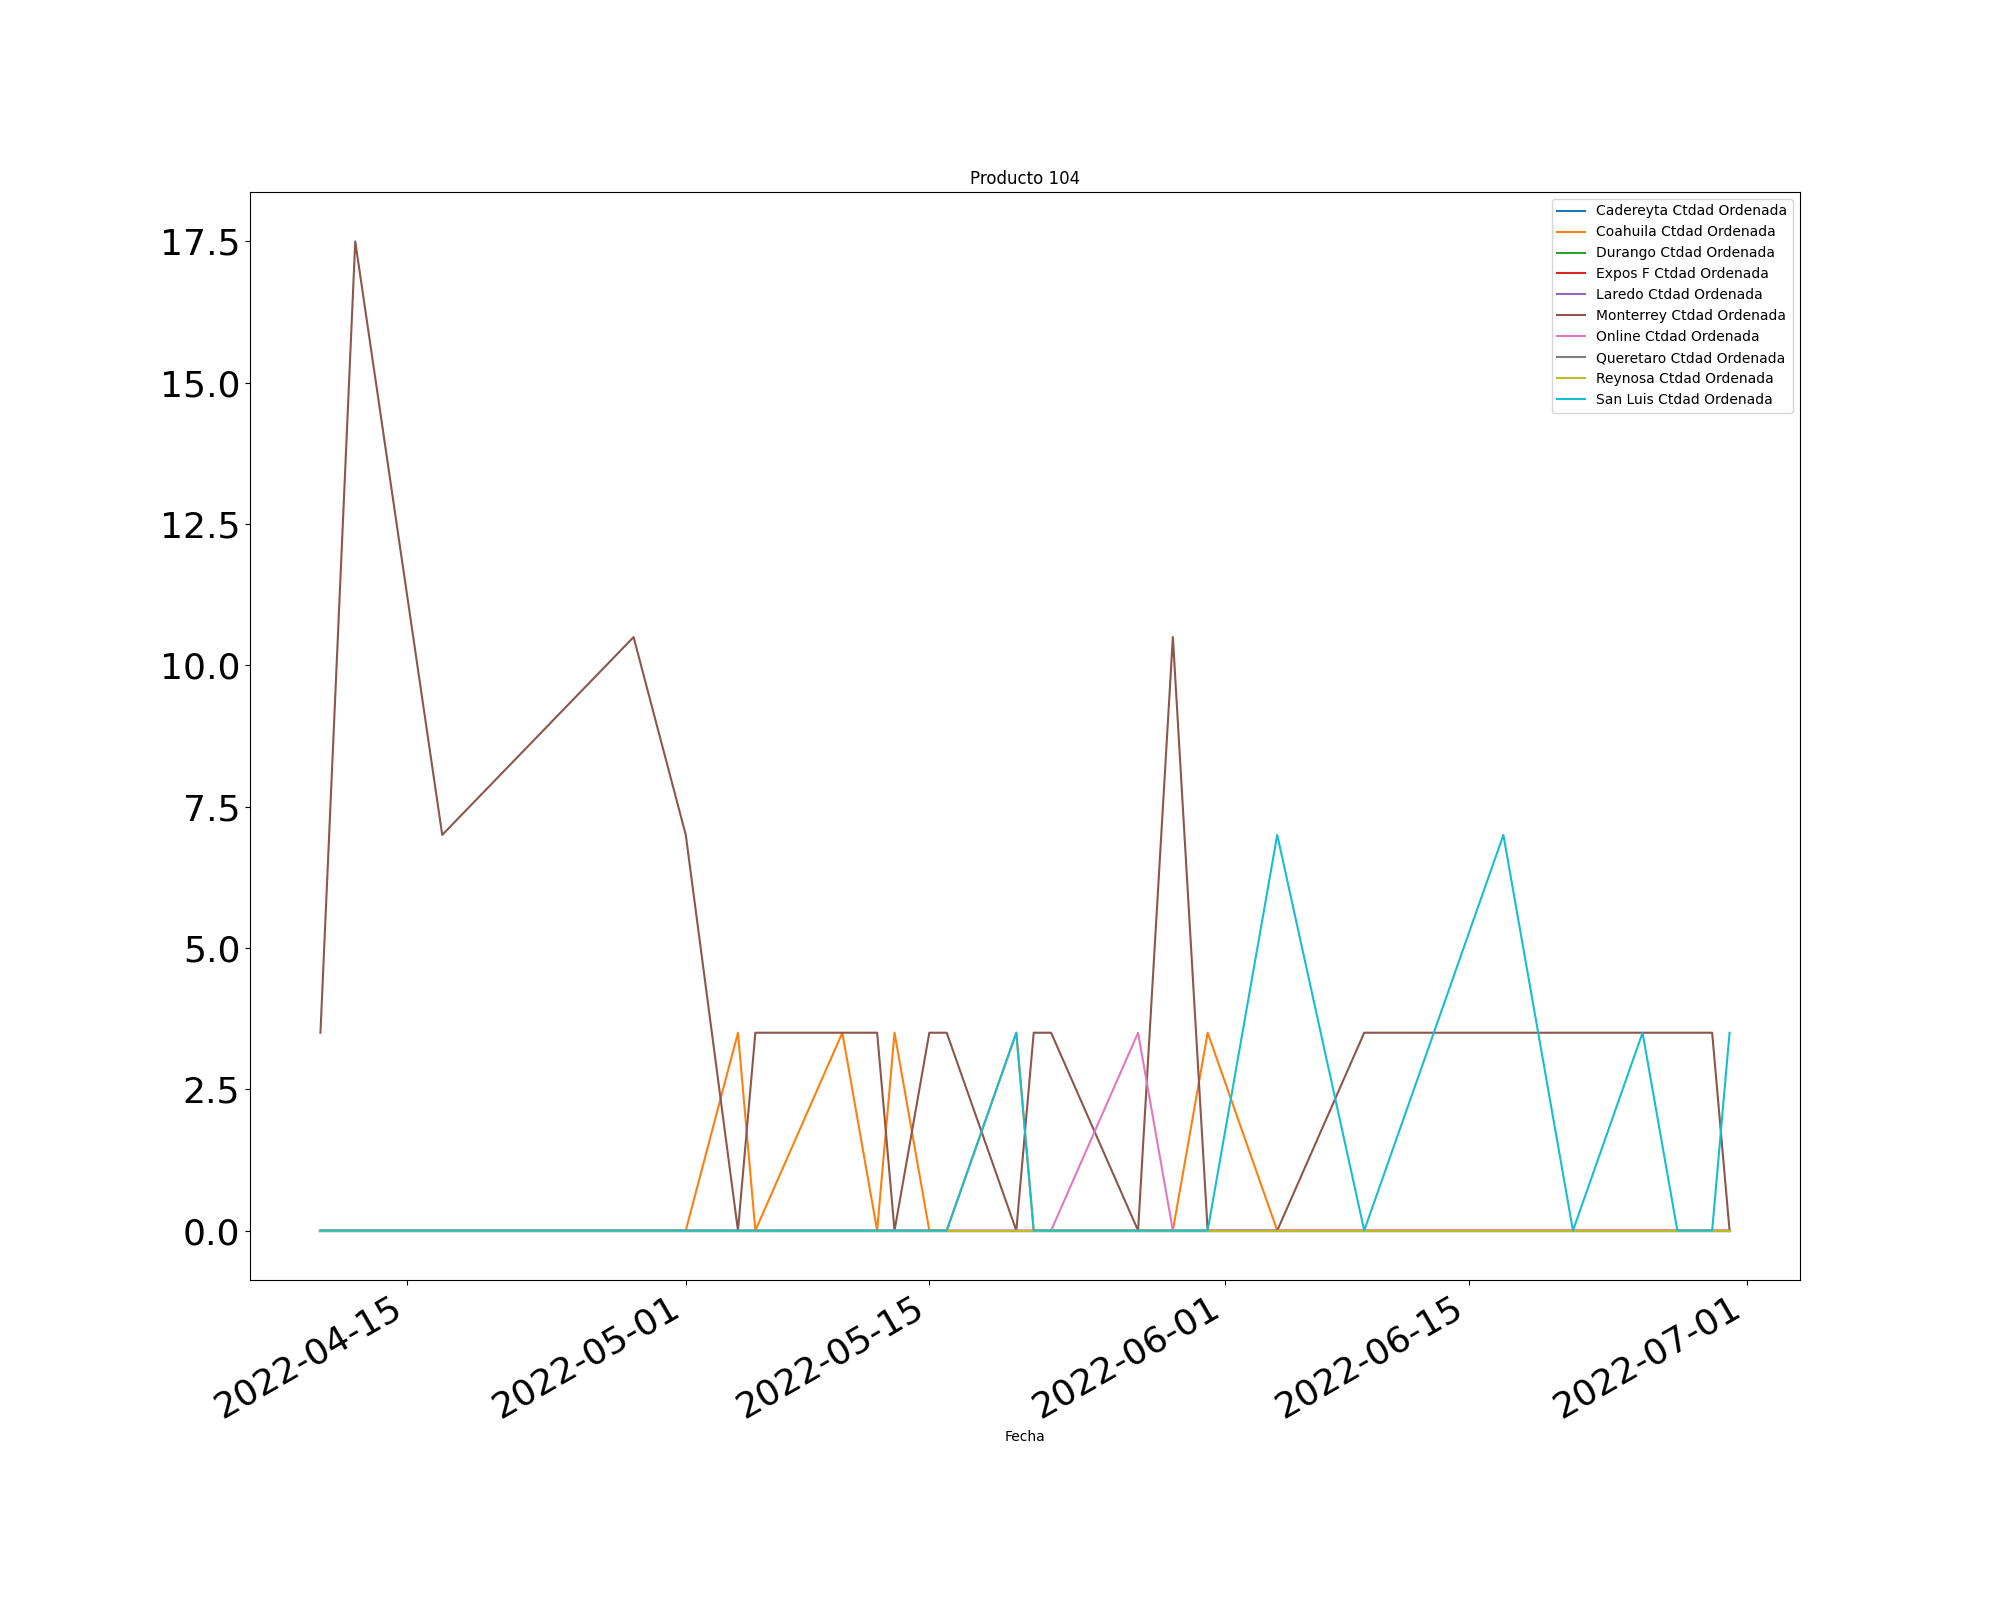 Producto 104
Cadereyta Ctdad Ordenada
Coahuila Ctdad Ordenada
Durango Ctdad Ordenada
Expos F Ctdad Ordenada
Laredo Ctdad Ordenada
Monterrey Ctdad Ordenada
Online Ctdad Ordenada
Queretaro Ctdad Ordenada
Reynosa Ctdad Ordenada
San Luis Ctdad Ordenada
17.5
15.0
12.5
10.0
7.5
5.0
2.5
0.0
2022-04-15
2022-05-01
2022-05-15
2022-06-01
2022-06-15
2022-07-01
Fecha